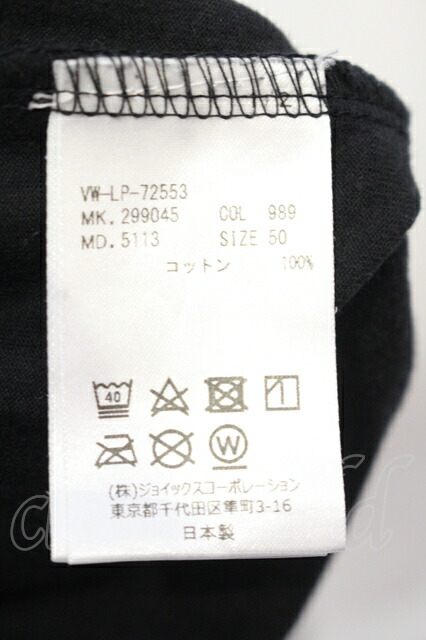 VW-LP-72553
MK. 299045 COL 989
MD. 5113 SIZE 50
コットン 100%
40
W
(株)ジョイックスコーポレーション
東京都千代田区隼町3-16
日本製